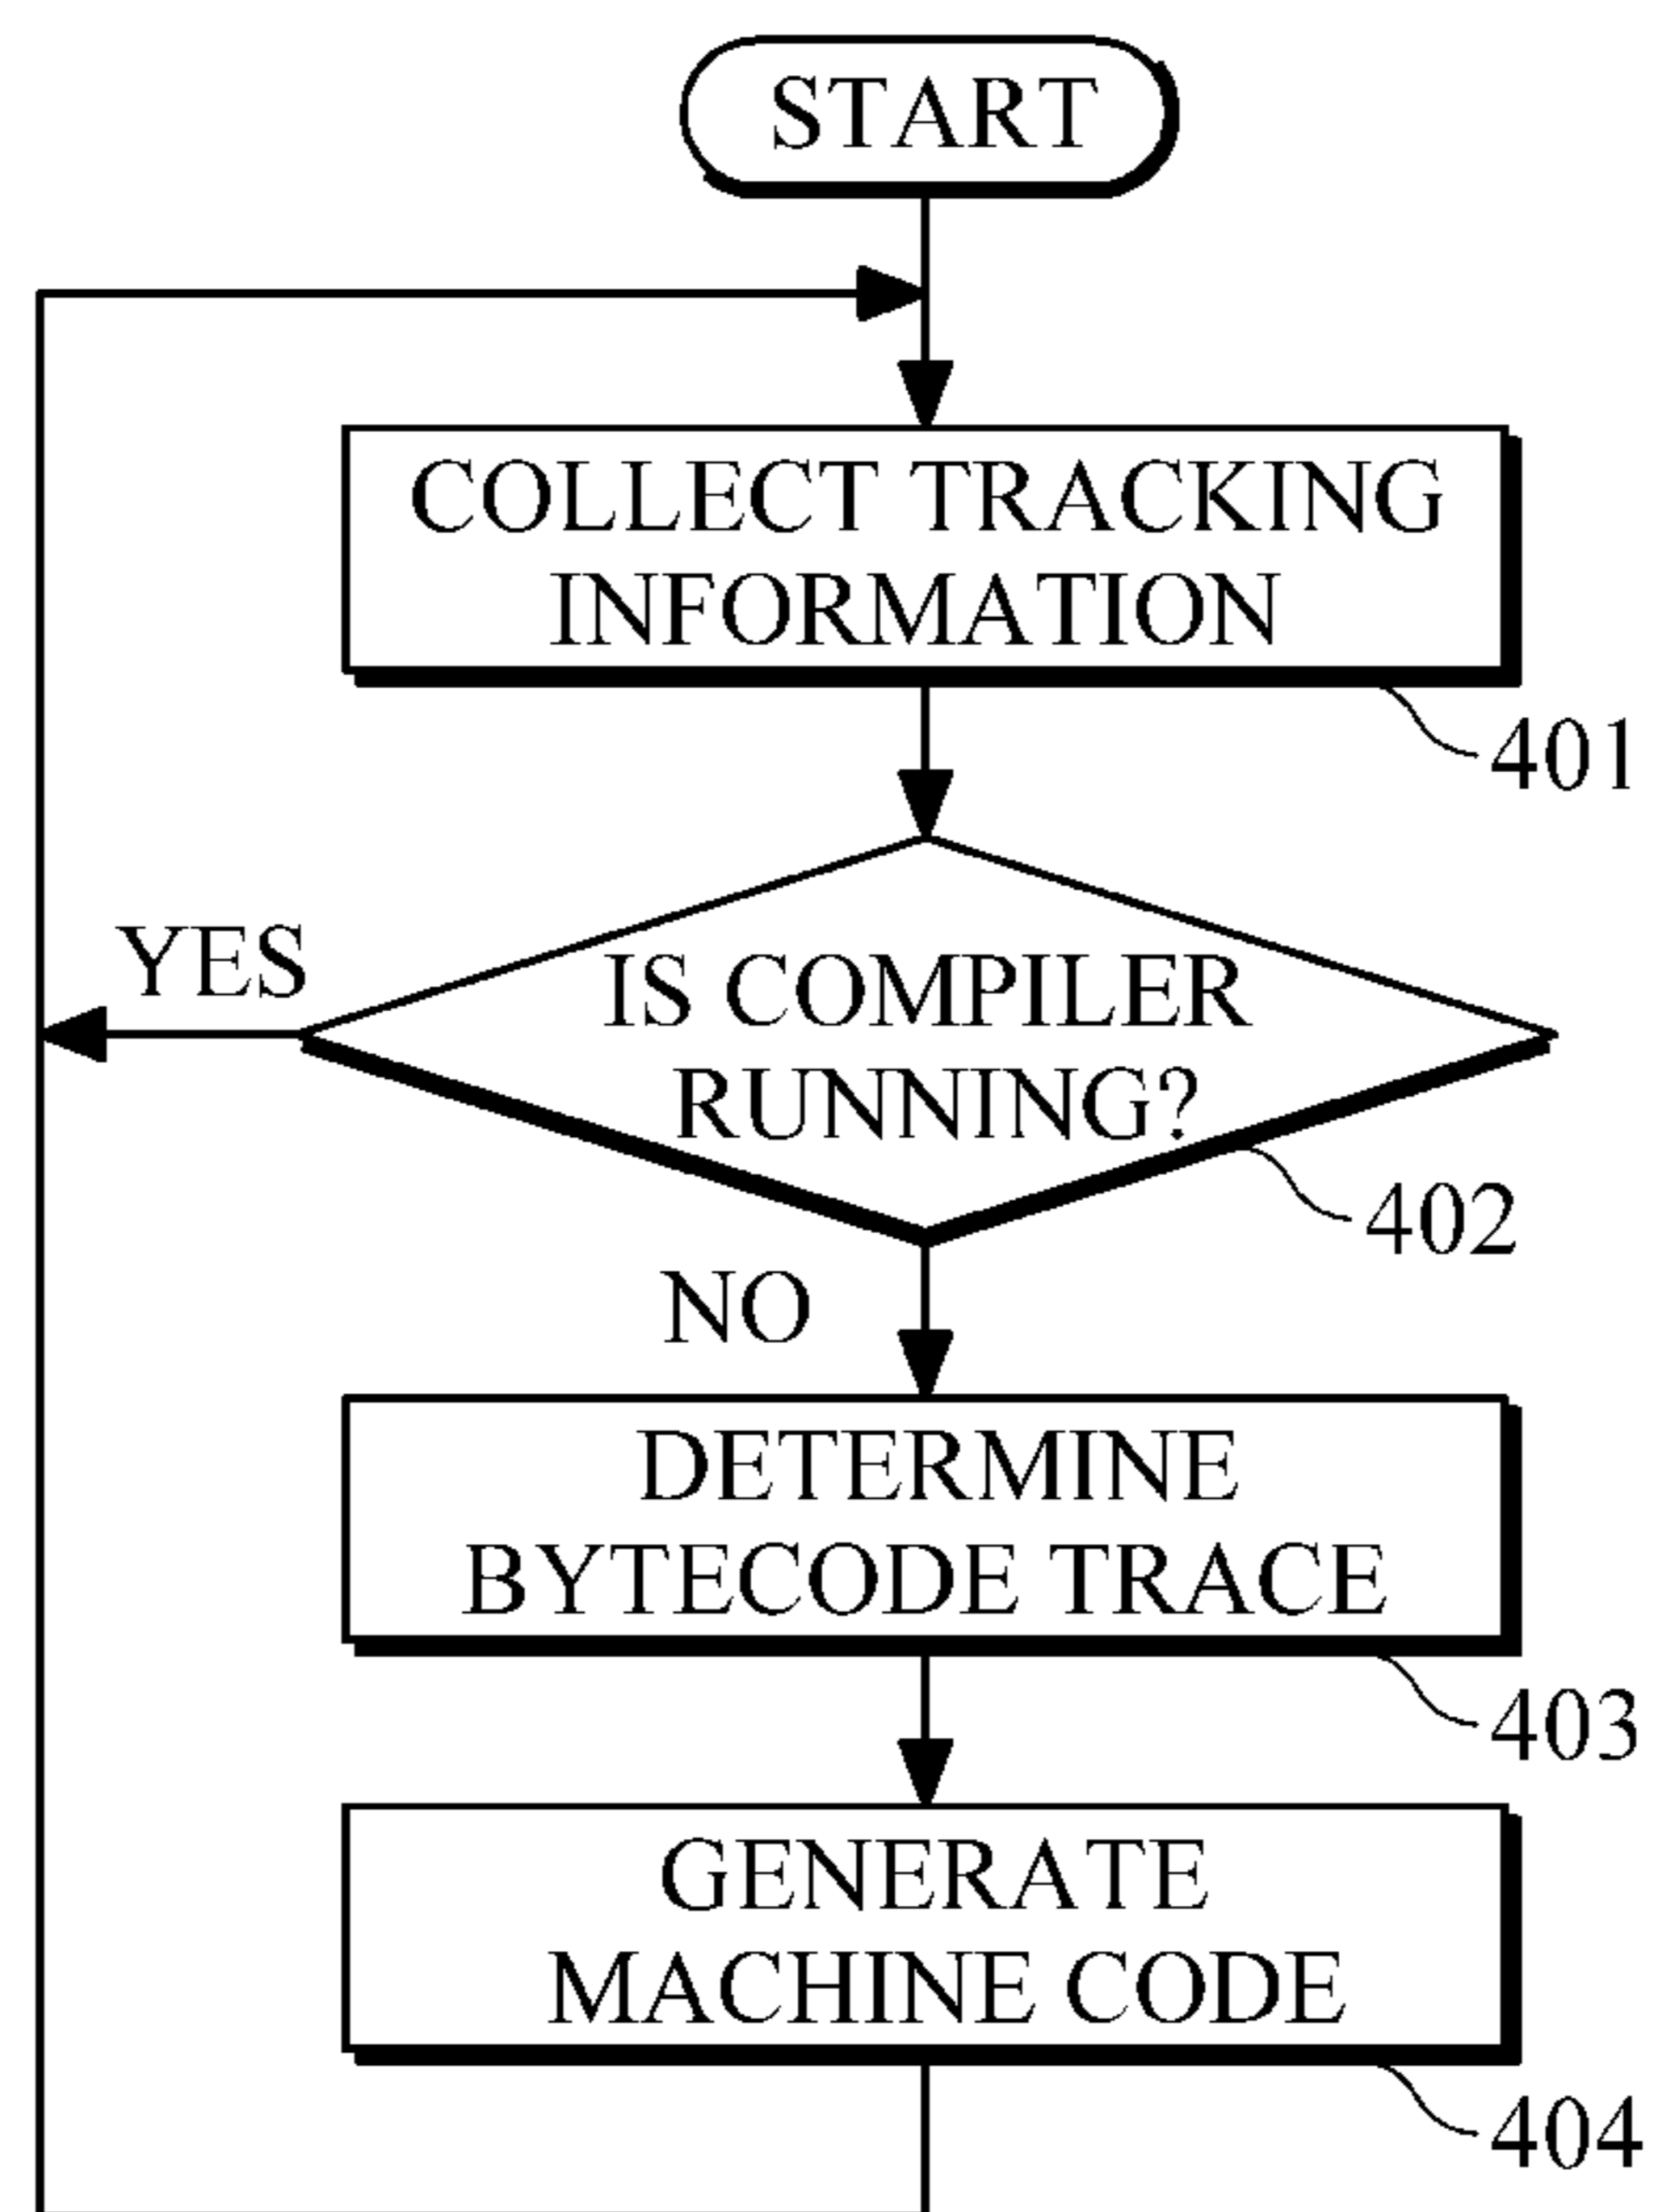 START
COLLECT TRACKING
INFORMATION
401
YES
IS COMPILER
RUNNING?
402
NO
DETERMINE
BYTECODE TRACE
403
GENERATE
MACHINE CODE
404